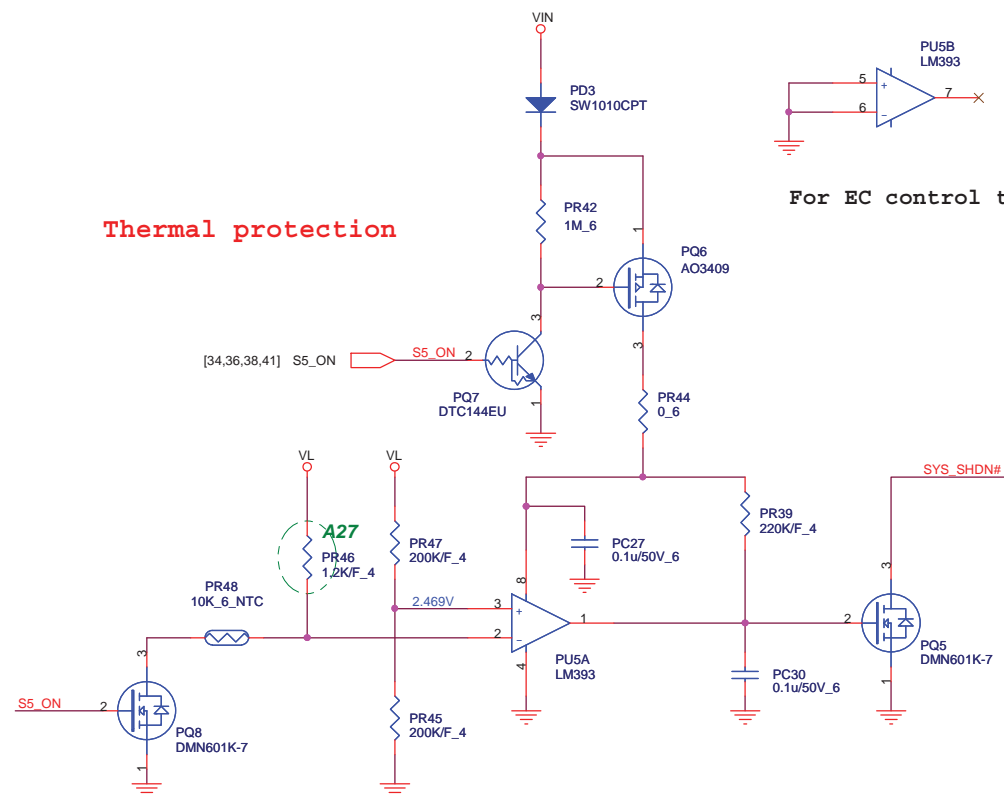 VIN
PU5B
LM393
5
+
7
6
−
PD3
SW1010CPT
For EC control t
Thermal protection
PR42
1M_6
1
PQ6
AO3409
2
3
3
[34,36,38,41] S5_ON
S5_ON
2
PQ7
DTC144EU
1
PR44
0_6
VL
VL
SYS_SHDN#
A27
PR46
1.2K/F_4
PR47
200K/F_4
PC27
0.1u/50V_6
PR39
220K/F_4
PR48
10K_6_NTC
2.469V
8
3
+
1
2
−
4
PU5A
LM393
3
2
PQ5
DMN601K-7
1
PC30
0.1u/50V_6
3
S5_ON
2
PQ8
DMN601K-7
1
PR45
200K/F_4